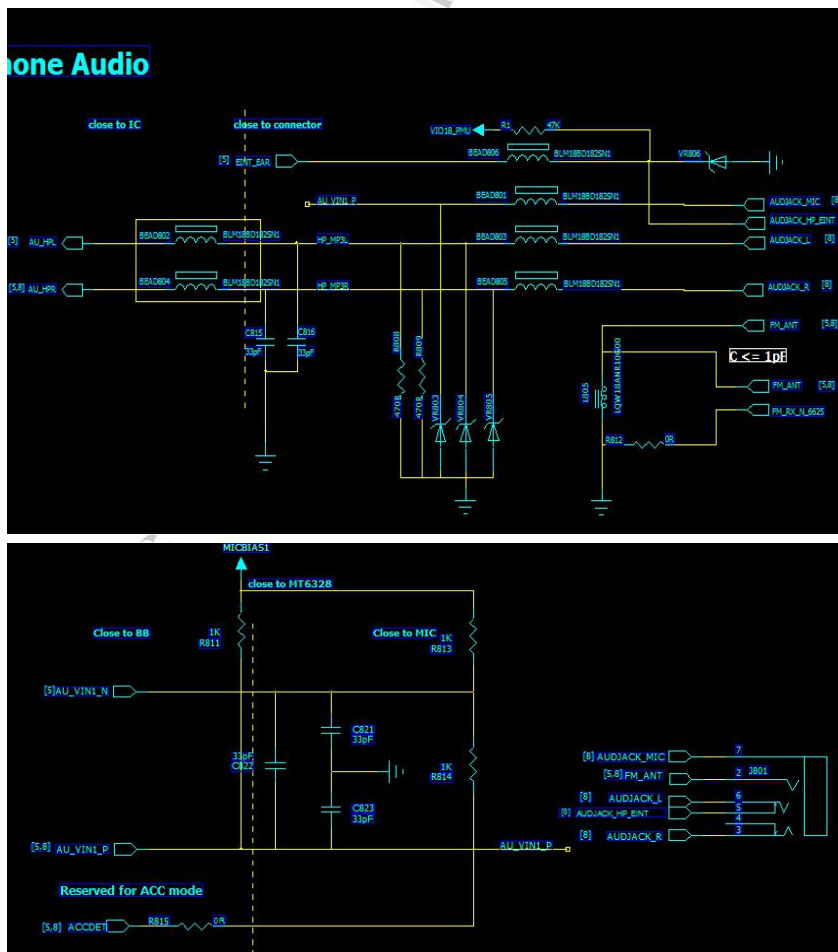 one Audio
close to IC
close to connector
VIO18_PMU
R1
47K
BEAD806
BLM18BD182SN1
VR806
[5] EINT_EAR
AU_VIN1_P
BEAD801
BLM18BD182SN1
AUDJACK_MIC [8
AUDJACK_HP_EINT
[5] AU_HPL
BEAD802
BLM18BD182SN1
HP_MP3L
BEAD803
BLM18BD182SN1
AUDJACK_L [8]
[5,8] AU_HPR
BEAD804
BLM18BD182SN1
HP_MP3R
BEAD805
BLM18BD182SN1
AUDJACK_R [8]
C815
33pF
C816
33pF
R808
470R
R809
470R
VR803
VR804
VR805
FM_ANT [5,8
C <= 1pF
L805
LQW18ANR10G00
FM_ANT [5,8]
FM_RX_N_6625
R812
0R
MICBIAS1
close to MT6328
Close to BB
1K
R811
Close to MIC
1K
R813
[5]AU_VIN1_N
C821
33pF
33pF
C822
1K
R814
C823
33pF
[5,8] AU_VIN1_P
AU_VIN1_P
Reserved for ACC mode
[5,8] ACCDET
R815
0R
[8] AUDJACK_MIC
7
[5,8]FM_ANT
2
J801
[8] AUDJACK_L
6
[8] AUDJACK_HP_EINT
5
4
[8] AUDJACK_R
3